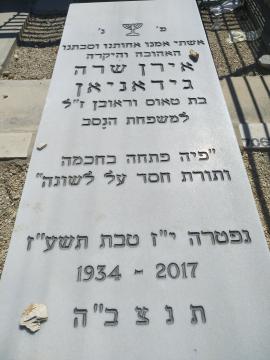 פ' נ'
אשתי אמנו אחותנו וסבתנו
האהובה והיקרה
אירן שרה
גידאניאן
בת טאוס וראובן ז"ל
למשפחת הנסב
"פיה פתחה בחכמה
ותורת חסד על לשונה"
נפטרה י"ז טבת תשע"ז
1934 - 2017
ת נ צ ב "ה